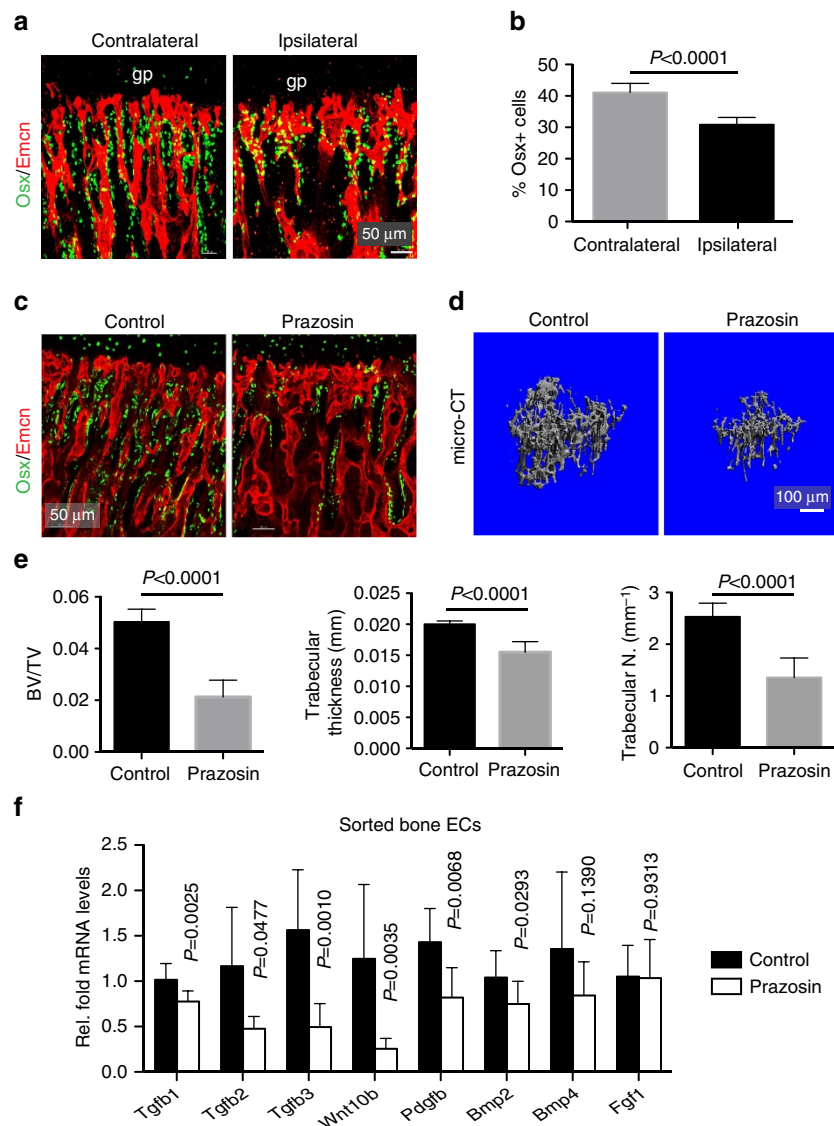 a
Contralateral
Ipsilateral
gp
gp
Osx/Emcn
50 μm
b
P<0.0001
% Osx+ cells
50
40
30
20
10
0
Contralateral
Ipsilateral
c
Control
Prazosin
Osx/Emcn
50 μm
d
Control
Prazosin
micro-CT
100 μm
e
P<0.0001
BV/TV
0.06
0.04
0.02
0.00
Control
Prazosin
P<0.0001
Trabecular
thickness (mm)
0.025
0.020
0.015
0.010
0.005
0.000
Control
Prazosin
P<0.0001
Trabecular N. (mm⁻¹)
3
2
1
0
Control
Prazosin
f
Sorted bone ECs
Rel. fold mRNA levels
2.5
2.0
1.5
1.0
0.5
0.0
P=0.0025
P=0.0477
P=0.0010
P=0.0035
P=0.0068
P=0.0293
P=0.1390
P=0.9313
Control
Prazosin
Tgfb1
Tgfb2
Tgfb3
Wnt10b
Pdgfb
Bmp2
Bmp4
Fgf1